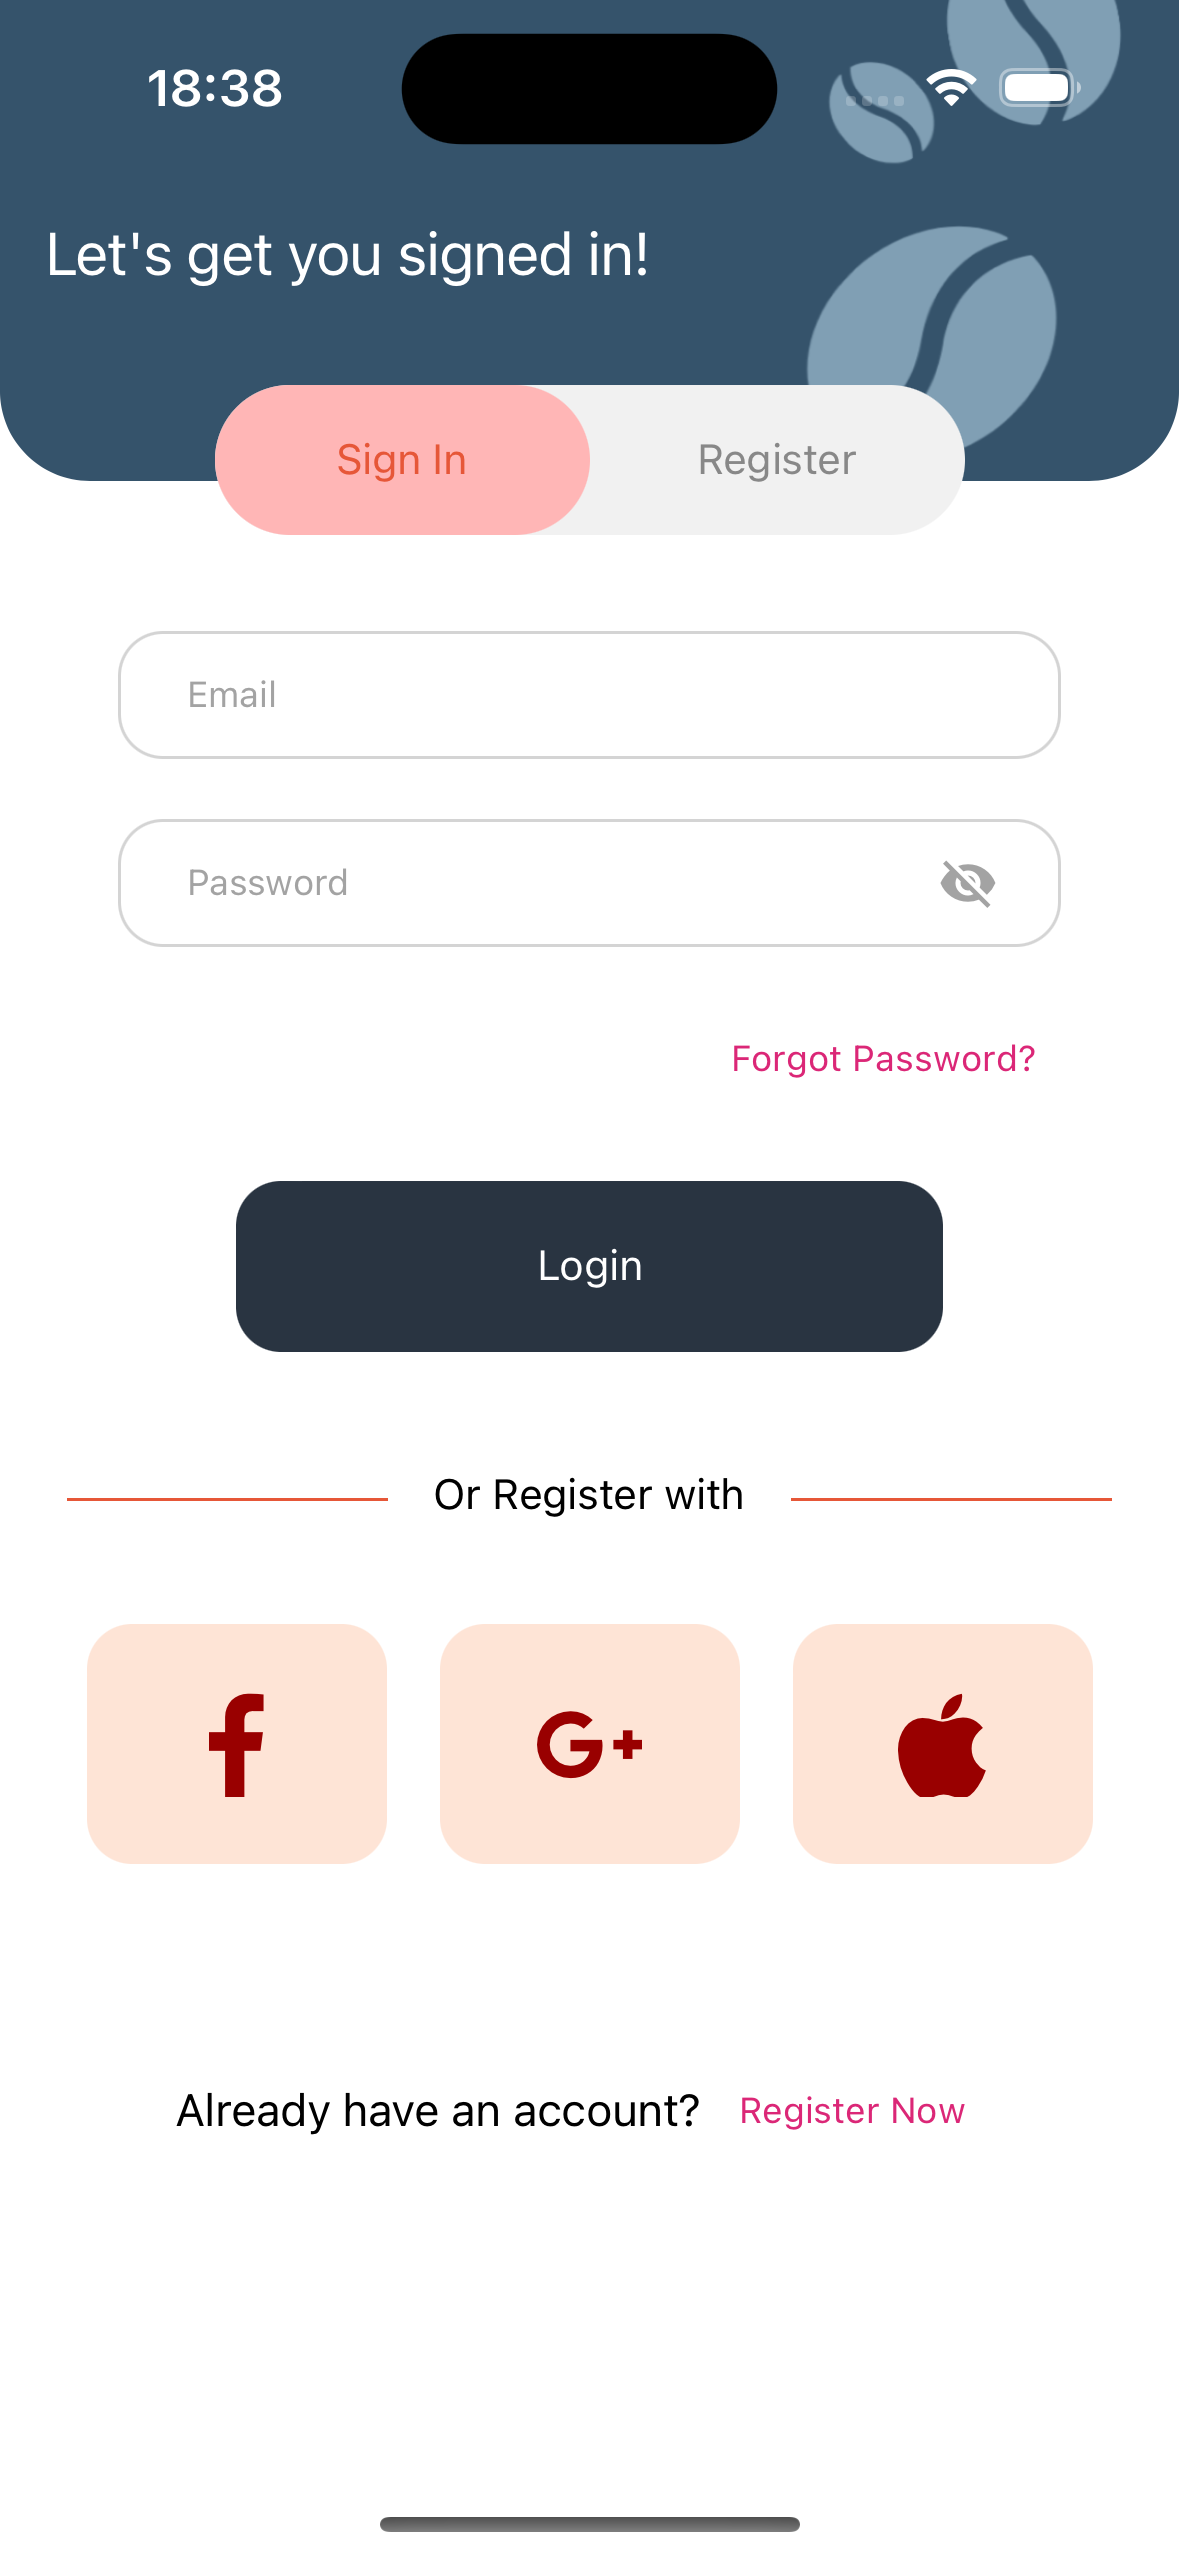 18:38
Let's get you signed in!
Sign In
Register
Email
Password
Forgot Password?
Login
Or Register with
f G+
Already have an account? Register Now